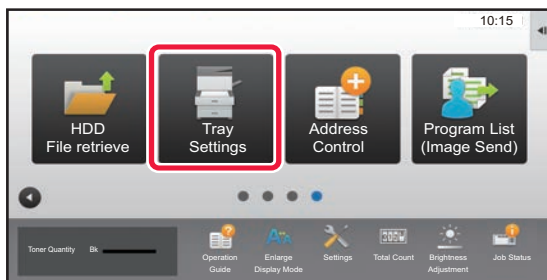 10:15
HDD
File retrieve
Tray
Settings
Address
Control
Program List
(Image Send)
Toner Quantity Bk
Operation
Guide
Enlarge
Display Mode
Settings
Total Count
Brightness
Adjustment
Job Status